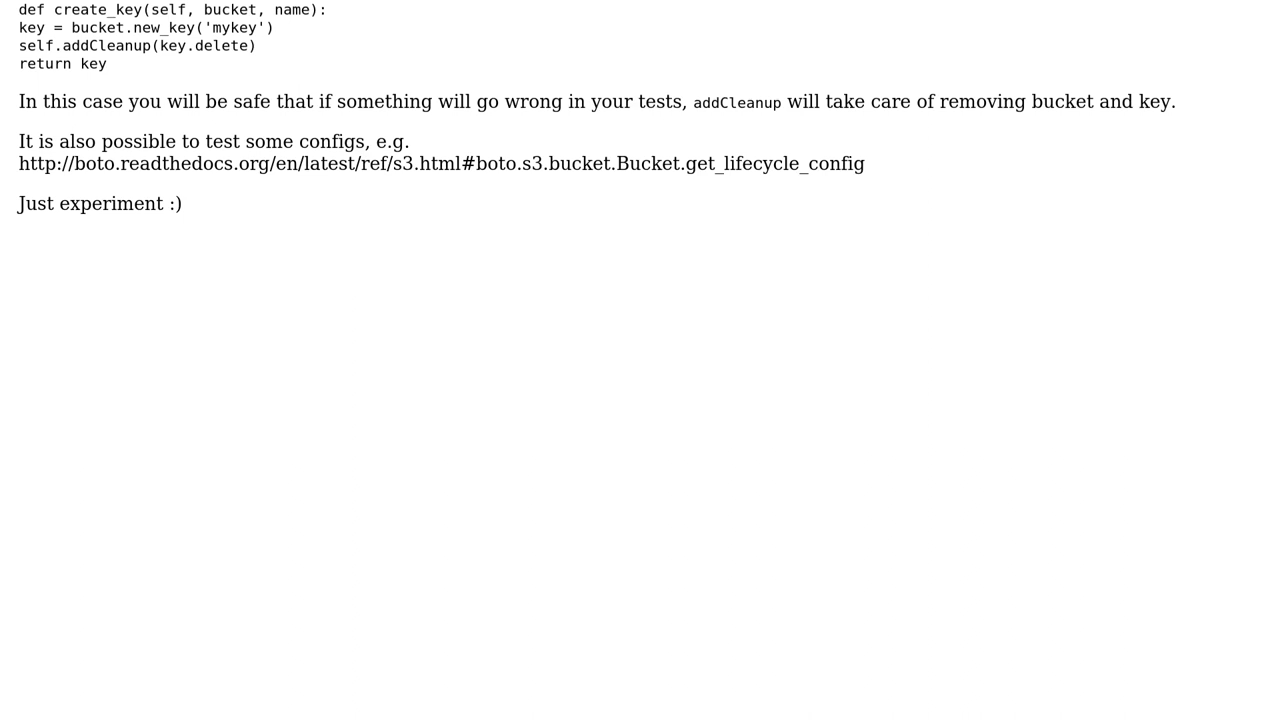 def create_key(self, bucket, name):
key = bucket.new_key('mykey')
self.addCleanup(key.delete)
return key
In this case you will be safe that if something will go wrong in your tests, addCleanup will take care of removing bucket and key.
It is also possible to test some configs, e.g.
http://boto.readthedocs.org/en/latest/ref/s3.html#boto.s3.bucket.Bucket.get_lifecycle_config
Just experiment :)